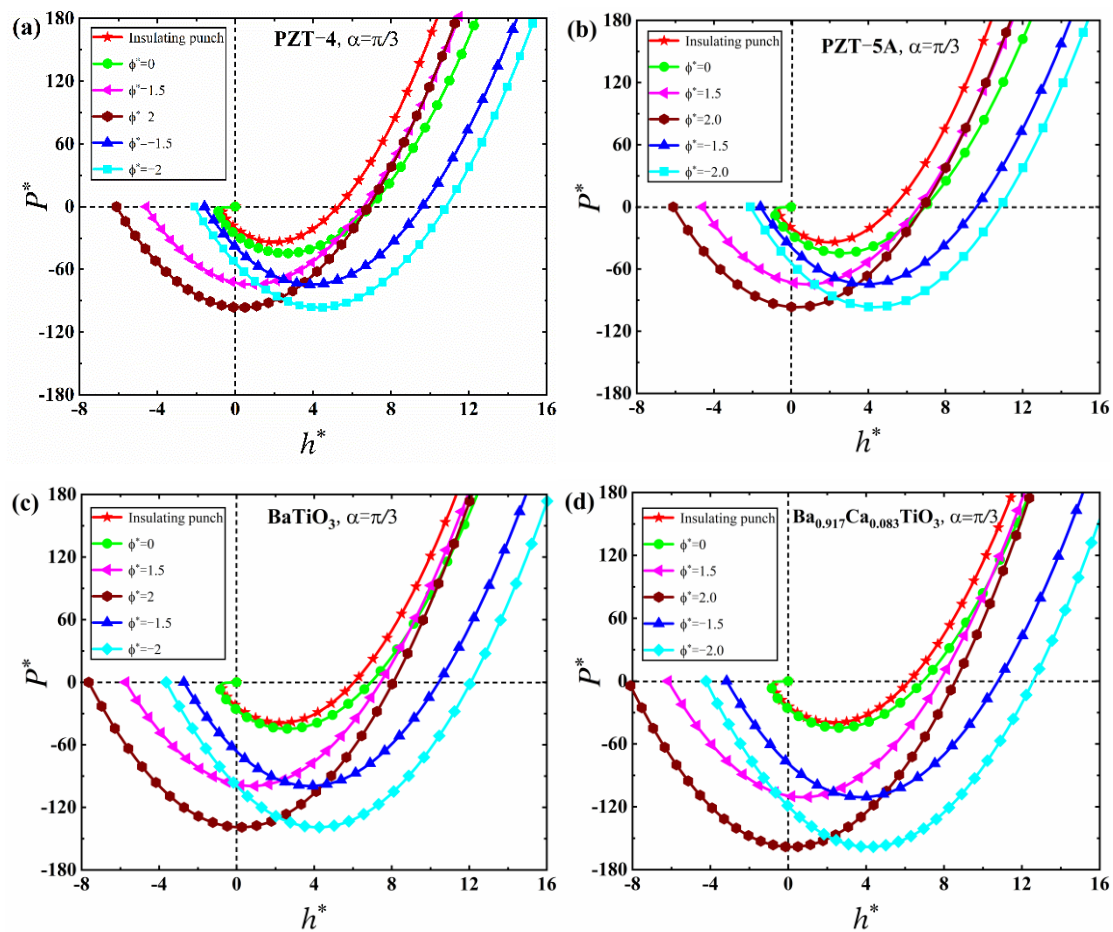 (a)
PZT−4, α=π/3
Insulating punch
ϕ*=0
ϕ*=1.5
ϕ*=2
ϕ*=−1.5
ϕ*=−2
P*
180
120
60
0
-60
-120
-180
-8 -4 0 4 8 12 16
h*
(b)
PZT−5A, α=π/3
Insulating punch
ϕ*=0
ϕ*=1.5
ϕ*=2.0
ϕ*=−1.5
ϕ*=−2.0
P*
180
120
60
0
-60
-120
-180
-8 -4 0 4 8 12 16
h*
(c)
BaTiO₃, α=π/3
Insulating punch
ϕ*=0
ϕ*=1.5
ϕ*=2
ϕ*=−1.5
ϕ*=−2
P*
180
120
60
0
-60
-120
-180
-8 -4 0 4 8 12 16
h*
(d)
Ba₀.₉₁₇Ca₀.₀₈₃TiO₃, α=π/3
Insulating punch
ϕ*=0
ϕ*=1.5
ϕ*=2.0
ϕ*=−1.5
ϕ*=−2.0
P*
180
120
60
0
-60
-120
-180
-8 -4 0 4 8 12 16
h*